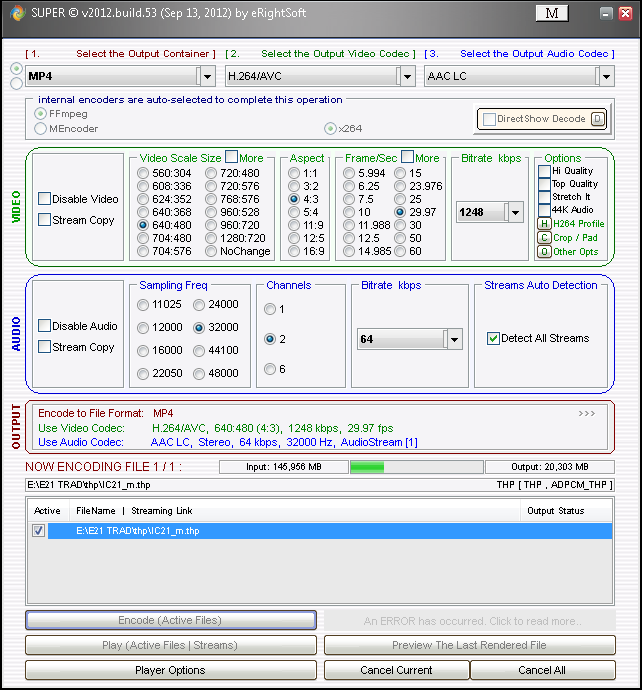 SUPER © v2012.build.53 (Sep 13, 2012) by eRightSoft
M
[ 1. Select the Output Container ] [ 2. Select the Output Video Codec ] [ 3. Select the Output Audio Codec ]
MP4 H.264/AVC AAC LC
internal encoders are auto-selected to complete this operation
FFmpeg
MEncoder x264
DirectShow Decode D
VIDEO
Disable Video
Stream Copy
Video Scale Size More
560:304 720:480
608:336 720:576
624:352 768:576
640:368 960:528
640:480 960:720
704:480 1280:720
704:576 NoChange
Aspect
1:1
3:2
4:3
5:4
11:9
12:5
16:9
Frame/Sec More
5.994 15
6.25 23.976
7.5 25
10 29.97
11.988 30
12.5 50
14.985 60
Bitrate kbps
1248
Options
Hi Quality
Top Quality
Stretch It
44K Audio
H H264 Profile
C Crop / Pad
O Other Opts
AUDIO
Disable Audio
Stream Copy
Sampling Freq
11025 24000
12000 32000
16000 44100
22050 48000
Channels
1
2
6
Bitrate kbps
64
Streams Auto Detection
Detect All Streams
OUTPUT
Encode to File Format: MP4 >>>
Use Video Codec: H.264/AVC, 640:480 (4:3), 1248 kbps, 29.97 fps
Use Audio Codec: AAC LC, Stereo, 64 kbps, 32000 Hz, AudioStream [1]
NOW ENCODING FILE 1 / 1 : Input: 145,956 MB Output: 20,303 MB
E:\E21 TRAD\thp\IC21_m.thp THP [ THP , ADPCM_THP ]
Active FileName | Streaming Link Output Status
E:\E21 TRAD\thp\IC21_m.thp
Encode (Active Files) An ERROR has occurred. Click to read more..
Play (Active Files | Streams) Preview The Last Rendered File
Player Options Cancel Current Cancel All